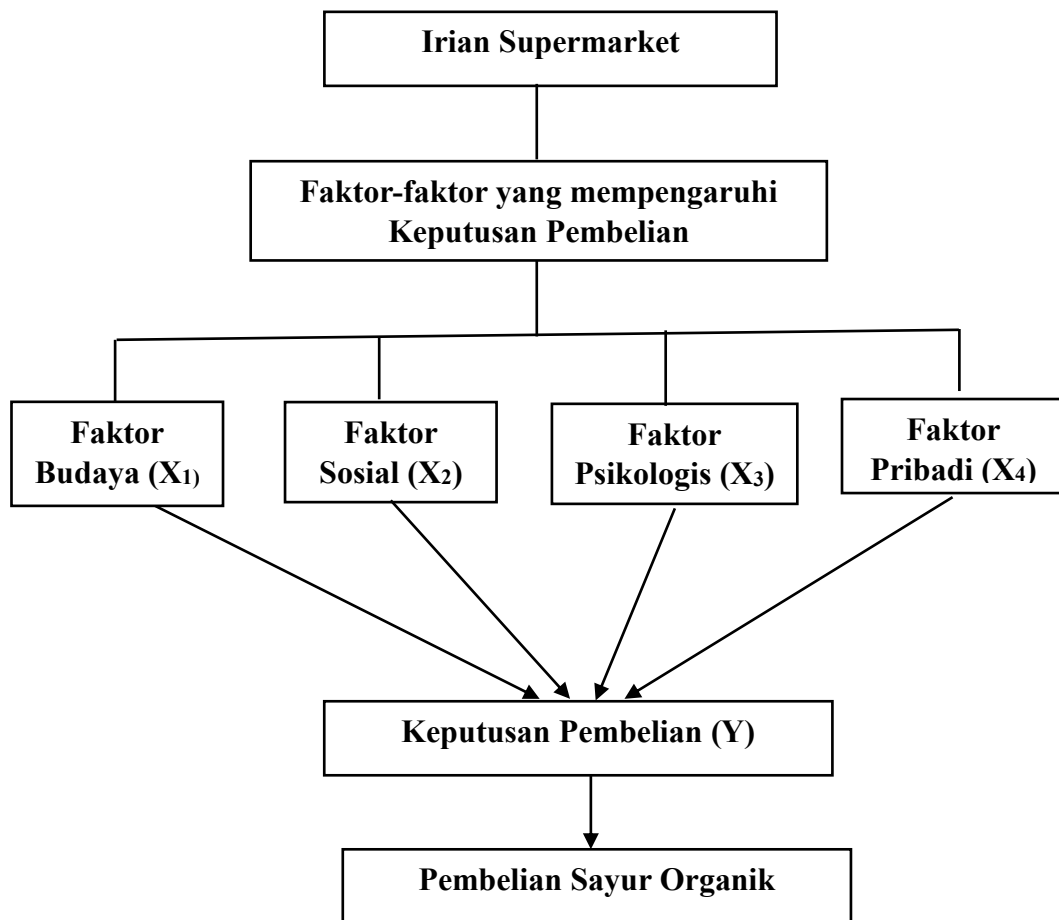 Irian Supermarket
Faktor-faktor yang mempengaruhi
Keputusan Pembelian
Faktor
Budaya (X1)
Faktor
Sosial (X2)
Faktor
Psikologis (X3)
Faktor
Pribadi (X4)
Keputusan Pembelian (Y)
Pembelian Sayur Organik